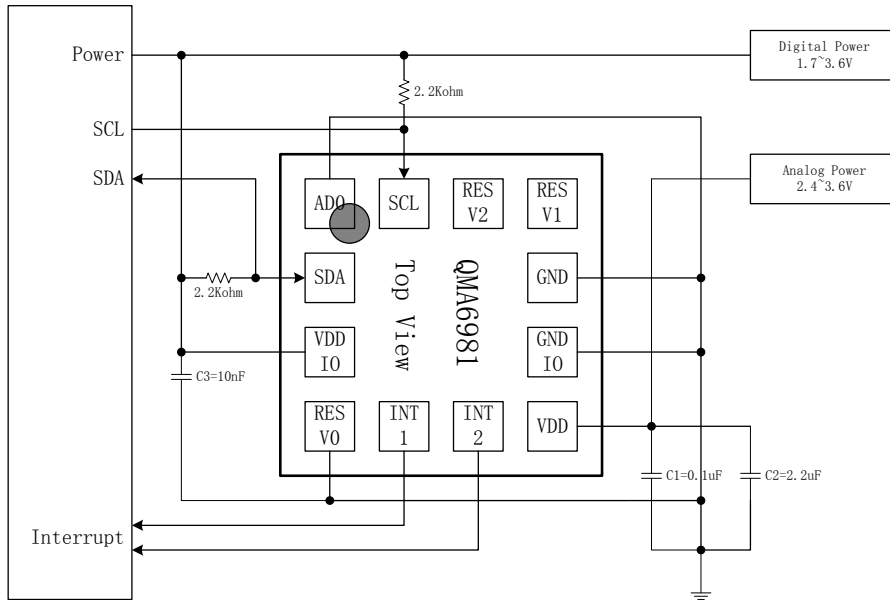 Power
Digital Power
1.7~3.6V
2.2Kohm
SCL
SDA
Analog Power
2.4~3.6V
ADO
SCL
RES
V2
RES
V1
SDA
GND
2.2Kohm
QMA6981
Top View
VDD
IO
GND
IO
C3=10nF
RES
V0
INT
1
INT
2
VDD
C1=0.1uF
C2=2.2uF
Interrupt